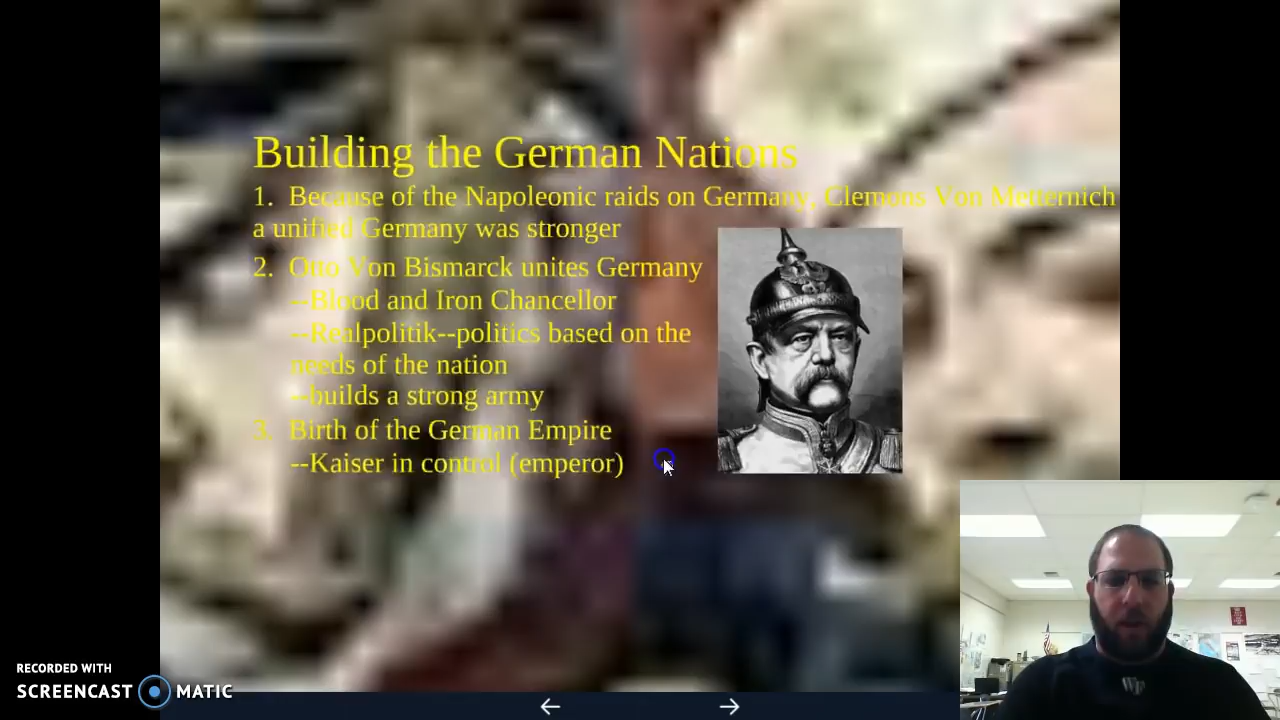 Building the German Nations
1. Because of the Napoleonic raids on Germany, Clemons Von Metternich
a unified Germany was stronger
2. Otto Von Bismarck unites Germany
--Blood and Iron Chancellor
--Realpolitik--politics based on the
needs of the nation
--builds a strong army
3. Birth of the German Empire
--Kaiser in control (emperor)
RECORDED WITH
SCREENCAST MATIC
WP